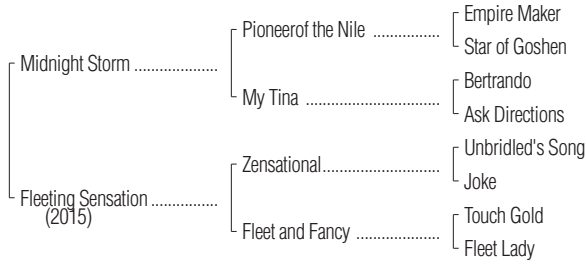 Empire Maker
Pioneerof the Nile ................
Star of Goshen
Midnight Storm ....................
Bertrando
My Tina ................................
Ask Directions
Unbridled's Song
Zensational............................
Joke
Fleeting Sensation ................
(2015)
Touch Gold
Fleet and Fancy ....................
Fleet Lady